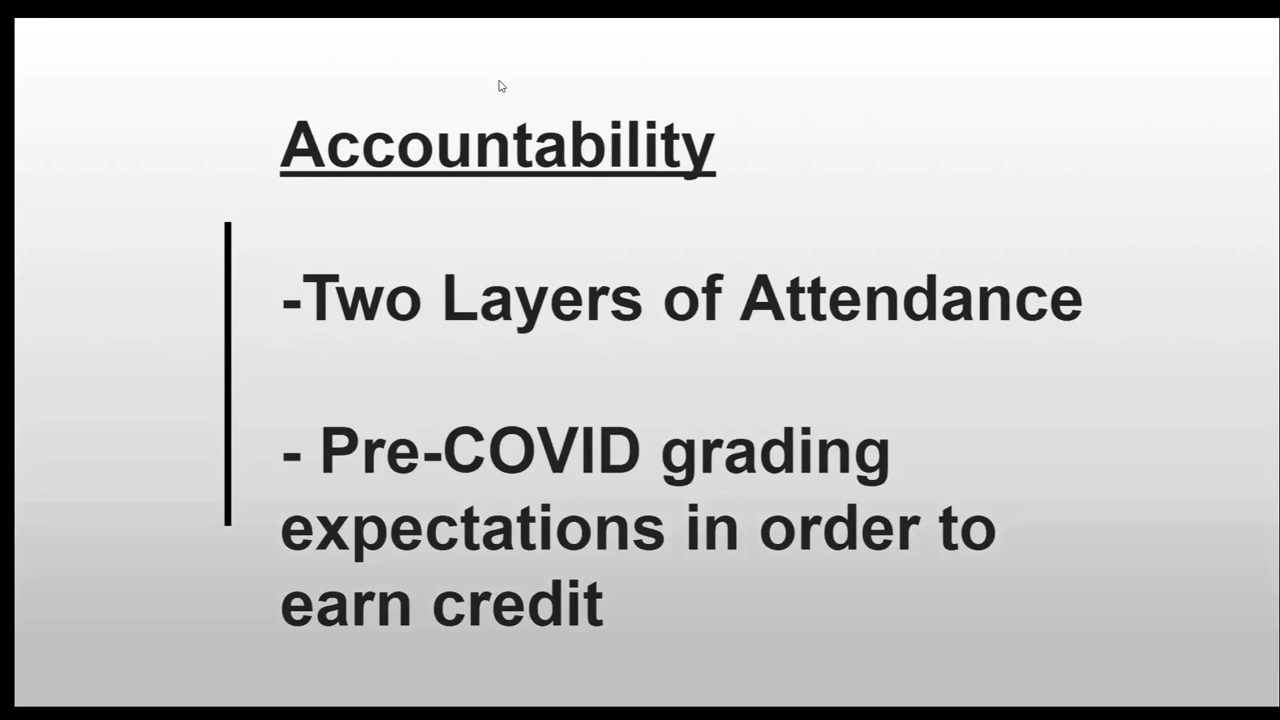 Accountability
-Two Layers of Attendance
- Pre-COVID grading
expectations in order to
earn credit